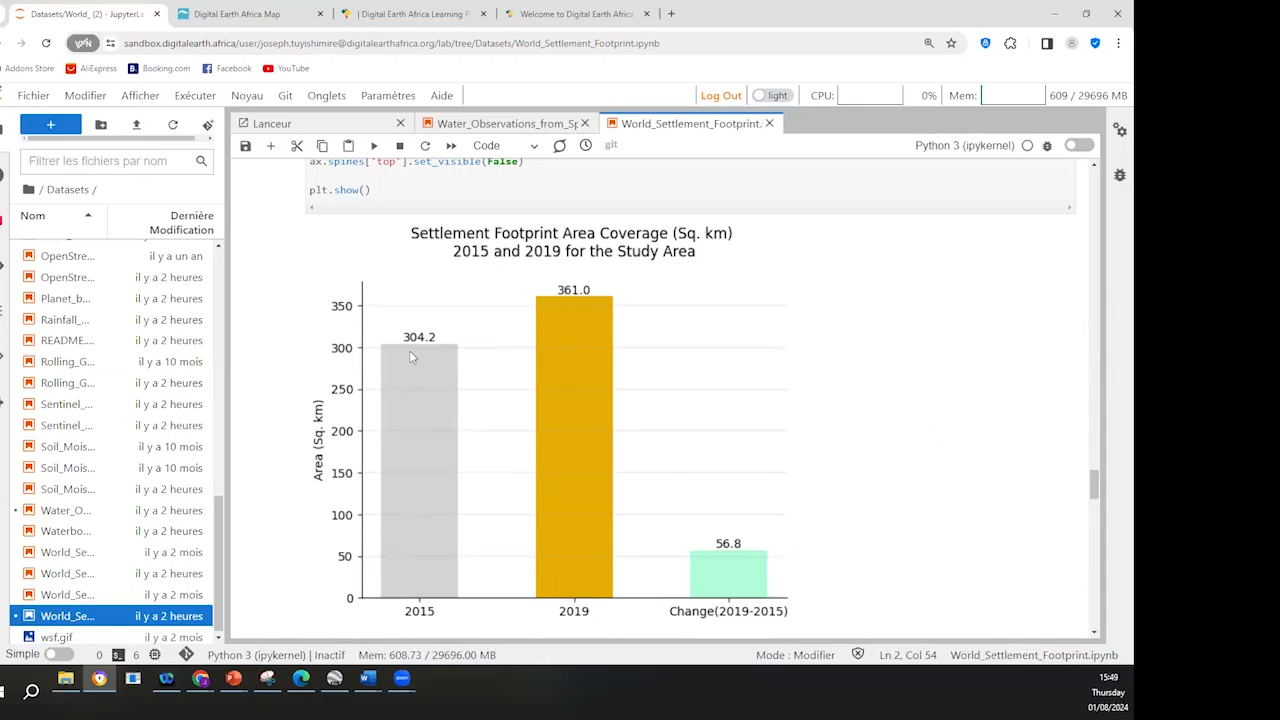 Datasets/World_ (2) - JupyterLa
Digital Earth Africa Map
| Digital Earth Africa Learning P
Welcome to Digital Earth Africa
VPN
sandbox.digitalearth.africa/user/joseph.tuyishimire@digitalearthafrica.org/lab/tree/Datasets/World_Settlement_Footprint.ipynb
Addons Store
AliExpress
Booking.com
Facebook
YouTube
Fichier
Modifier
Afficher
Exécuter
Noyau
Git
Onglets
Paramètres
Aide
Log Out
light
CPU:
0%
Mem:
609 / 29696 MB
Lanceur
Water_Observations_from_Sp
World_Settlement_Footprint.
Code
git
Python 3 (ipykernel)
Filtrer les fichiers par nom
/ Datasets /
Nom
Dernière
Modification
OpenStre... il y a un an
OpenStre... il y a 2 heures
Planet_b... il y a 2 heures
Rainfall_... il y a 2 heures
README.... il y a 2 heures
Rolling_G... il y a 10 mois
Rolling_G... il y a 2 heures
Sentinel_... il y a 2 heures
Sentinel_... il y a 2 heures
Soil_Mois... il y a 10 mois
Soil_Mois... il y a 10 mois
Soil_Mois... il y a 2 heures
Water_O... il y a 2 heures
Waterbo... il y a 2 heures
World_Se... il y a 2 mois
World_Se... il y a 2 heures
World_Se... il y a 2 mois
World_Se... il y a 2 heures
wsf.gif il y a 2 mois
ax.spines['top'].set_visible(False)
plt.show()
Settlement Footprint Area Coverage (Sq. km)
2015 and 2019 for the Study Area
Area (Sq. km)
350
300
250
200
150
100
50
0
304.2
361.0
56.8
2015
2019
Change(2019-2015)
Simple
0
6
Python 3 (ipykernel) | Inactif
Mem: 608.73 / 29696.00 MB
Mode : Modifier
Ln 2, Col 54
World_Settlement_Footprint.ipynb
15:49
Thursday
01/08/2024